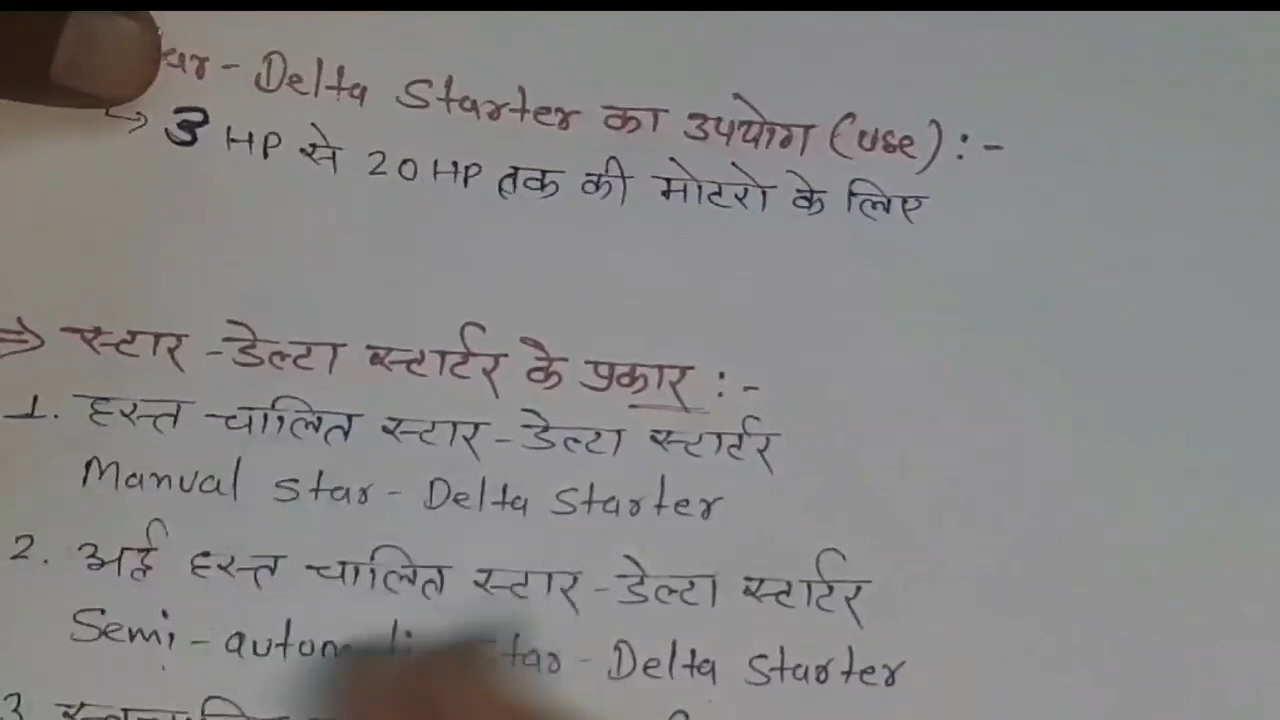 - Delta Starter का उपयोग (use) :-
↳ 3 HP से 20 HP तक की मोटरो के लिए
⇒ स्टार - डेल्टा स्टार्टर के प्रकार :-
1. हस्त चालित स्टार - डेल्टा स्टार्टर
Manual Star - Delta Starter
2. अर्द्ध हस्त चालित स्टार - डेल्टा स्टार्टर
Semi - - Delta Starter
3